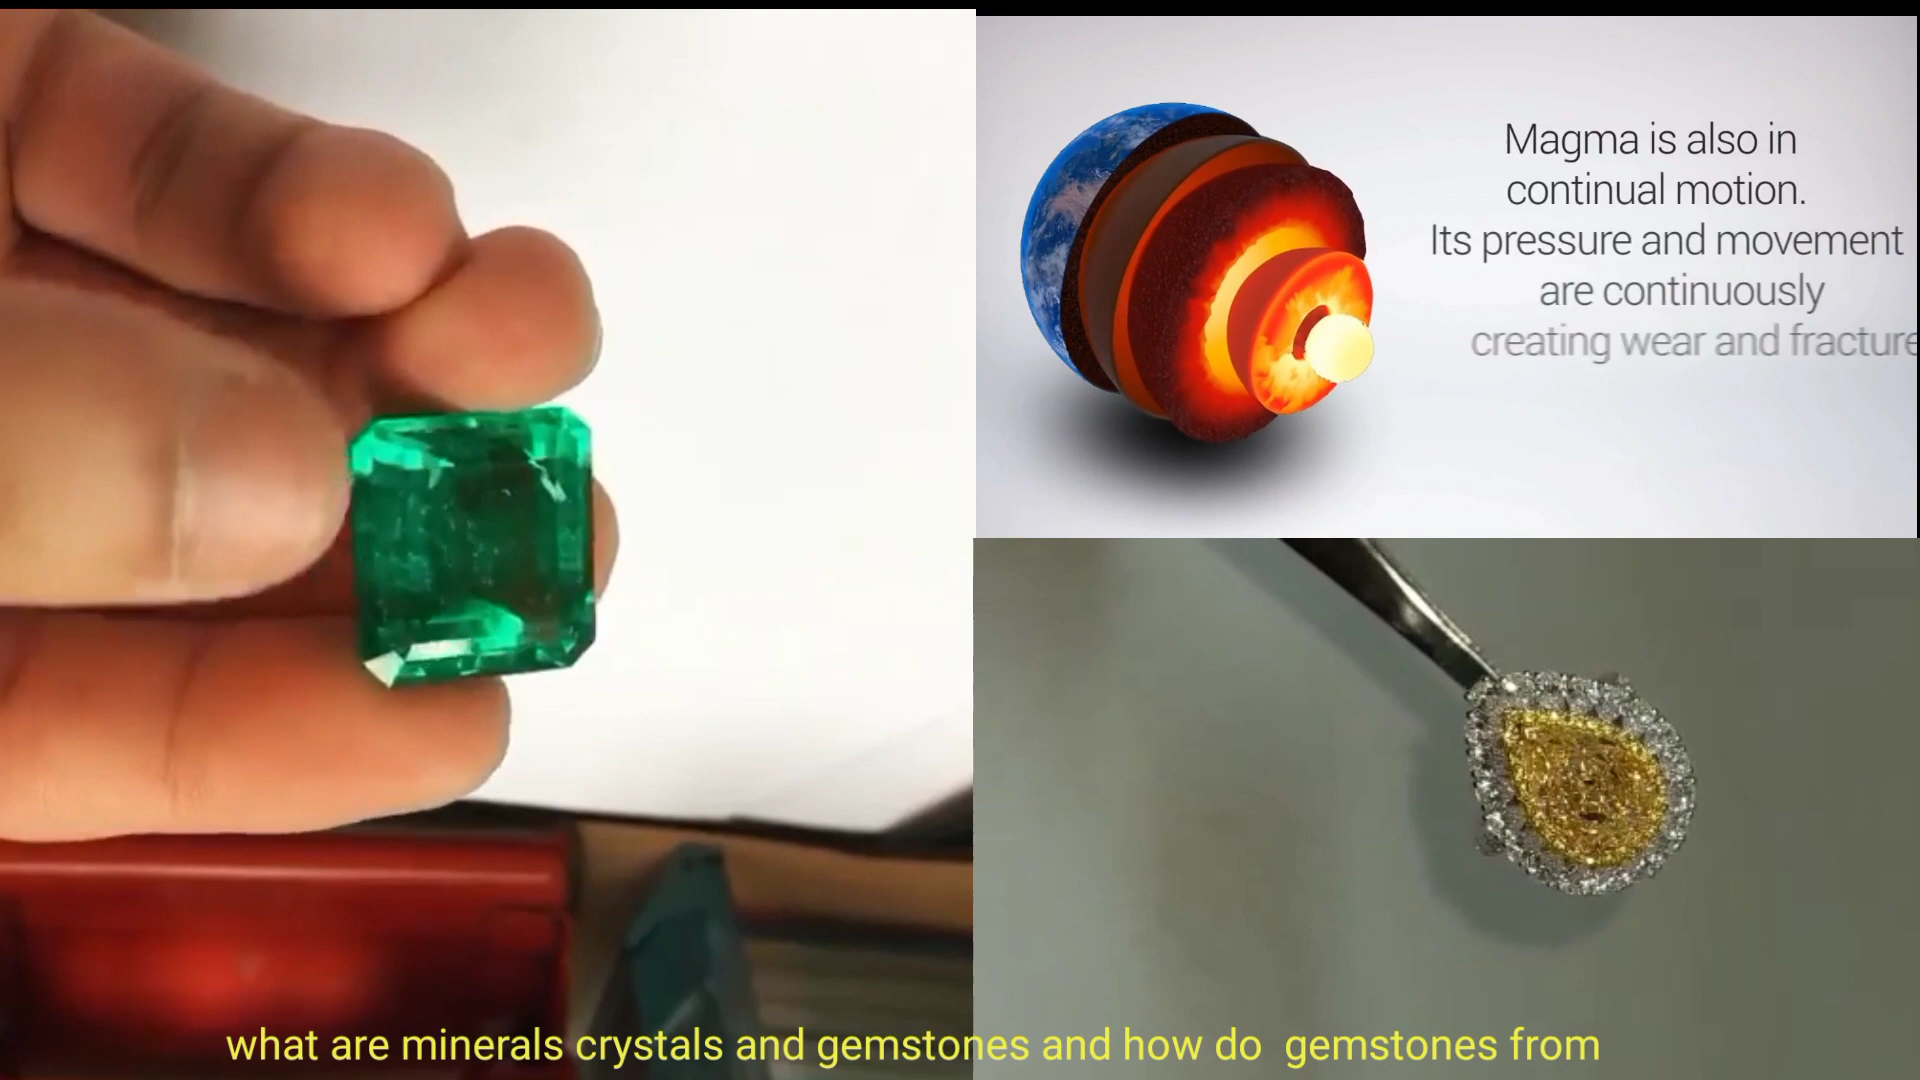 Magma is also in
continual motion.
Its pressure and movement
are continuously
creating wear and fracture
what are minerals crystals and gemstones and how do  gemstones from